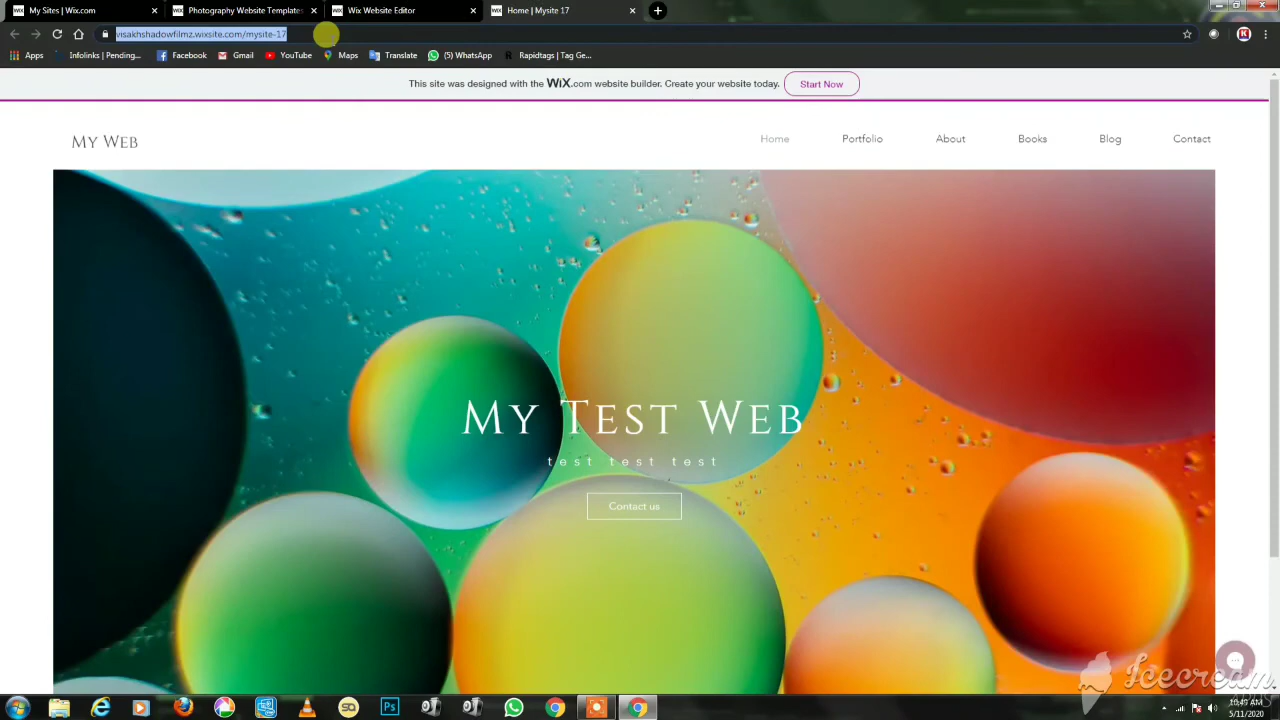 My Sites | Wix.com
Photography Website Templates
Wix Website Editor
Home | Mysite 17
visakhshadowfilmz.wixsite.com/mysite-17
Apps
Infolinks | Pending...
Facebook
Gmail
YouTube
Maps
Translate
(5) WhatsApp
Rapidtags | Tag Ge...
This site was designed with the WiX.com website builder. Create your website today.
Start Now
My Web
Home
Portfolio
About
Books
Blog
Contact
My Test Web
test test test
Contact us
Icecream
10:49 AM
5/11/2020